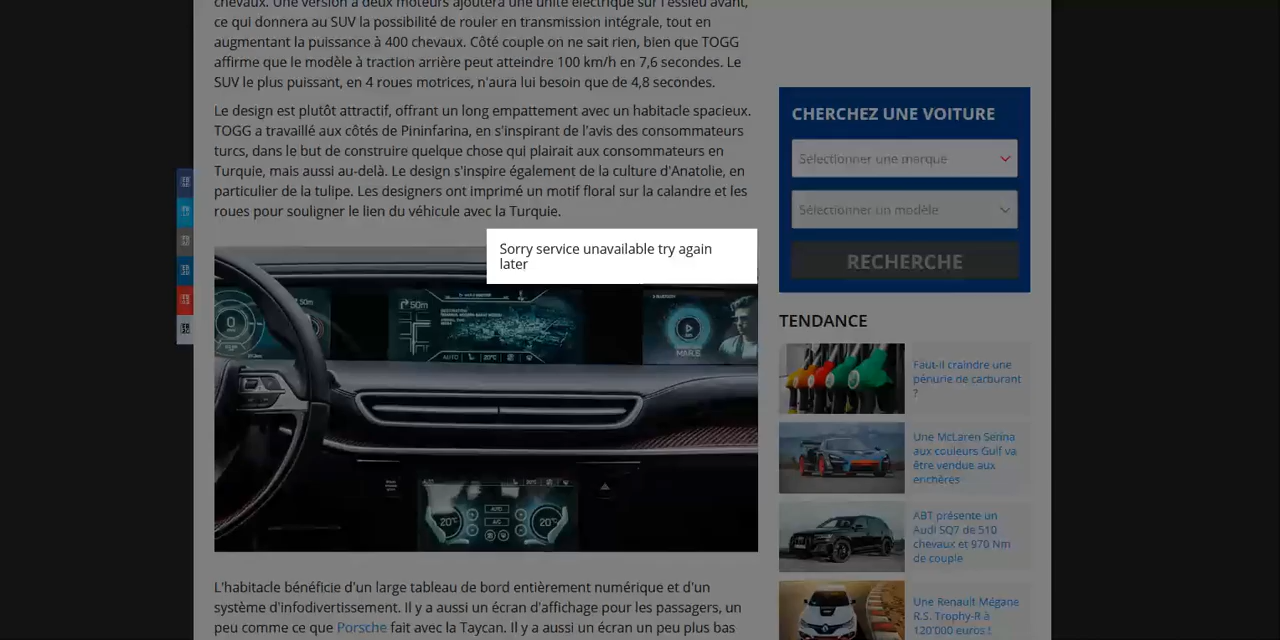 chevaux. Une version à deux moteurs ajoutera une unité électrique sur l'essieu avant,
ce qui donnera au SUV la possibilité de rouler en transmission intégrale, tout en
augmentant la puissance à 400 chevaux. Côté couple on ne sait rien, bien que TOGG
affirme que le modèle à traction arrière peut atteindre 100 km/h en 7,6 secondes. Le
SUV le plus puissant, en 4 roues motrices, n'aura lui besoin que de 4,8 secondes.
Le design est plutôt attractif, offrant un long empattement avec un habitacle spacieux.
TOGG a travaillé aux côtés de Pininfarina, en s'inspirant de l'avis des consommateurs
turcs, dans le but de construire quelque chose qui plairait aux consommateurs en
Turquie, mais aussi au-delà. Le design s'inspire également de la culture d'Anatolie, en
particulier de la tulipe. Les designers ont imprimé un motif floral sur la calandre et les
roues pour souligner le lien du véhicule avec la Turquie.
Sorry service unavailable try again
later
0
50m
50m
AUTO
20°C
20°C
AUTO
A/C
20°C
L'habitacle bénéficie d'un large tableau de bord entièrement numérique et d'un
système d'infodivertissement. Il y a aussi un écran d'affichage pour les passagers, un
peu comme ce que Porsche fait avec la Taycan. Il y a aussi un écran un peu plus bas
CHERCHEZ UNE VOITURE
Sélectionner une marque
Sélectionner un modèle
RECHERCHE
TENDANCE
Faut-il craindre une
pénurie de carburant
?
Une McLaren Senna
aux couleurs Gulf va
être vendue aux
enchères
ABT présente un
Audi SQ7 de 510
chevaux et 970 Nm
de couple
Une Renault Mégane
R.S. Trophy-R à
120'000 euros !